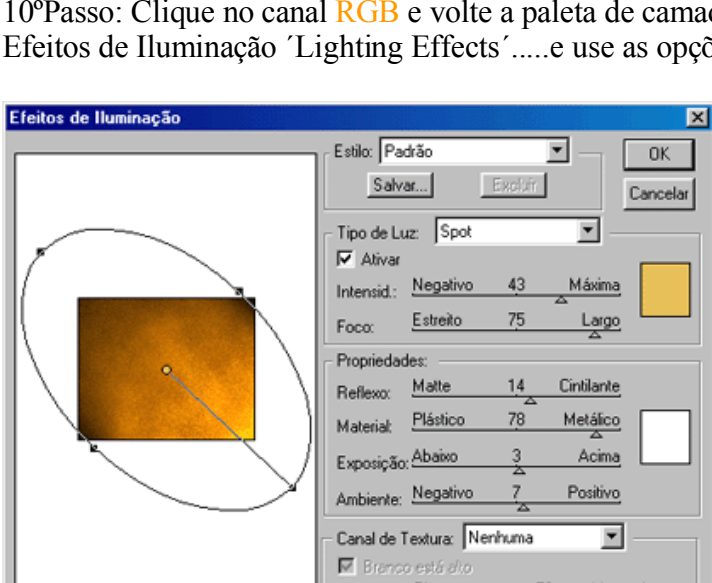 10ºPasso: Clique no canal RGB e volte a paleta de
Efeitos de Iluminação ´Lighting Effects´.....e use as
Efeitos de Iluminação
Estilo: Padrão
OK
Salvar... Excluir
Cancelar
Tipo de Luz: Spot
Ativar
Intensid.: Negativo 43 Máxima
Foco: Estreito 75 Largo
Propriedades:
Reflexo: Matte 14 Cintilante
Material: Plástico 78 Metálico
Exposição: Abaixo 3 Acima
Ambiente: Negativo 7 Positivo
Canal de Textura: Nenhuma
Branco está alto